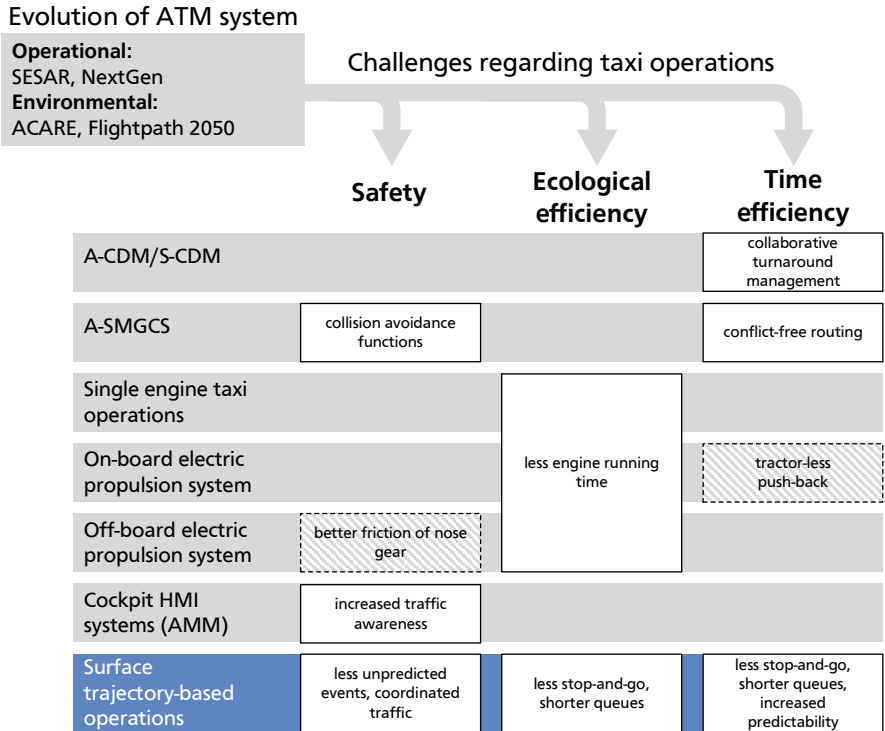 Evolution of ATM system
Operational:
SESAR, NextGen
Environmental:
ACARE, Flightpath 2050
Challenges regarding taxi operations
Safety
Ecological
efficiency
Time
efficiency
A-CDM/S-CDM
collaborative
turnaround
management
A-SMGCS
collision avoidance
functions
conflict-free routing
Single engine taxi
operations
On-board electric
propulsion system
less engine running
time
tractor-less
push-back
Off-board electric
propulsion system
better friction of nose
gear
Cockpit HMI
systems (AMM)
increased traffic
awareness
Surface
trajectory-based
operations
less unpredicted
events, coordinated
traffic
less stop-and-go,
shorter queues
less stop-and-go,
shorter queues,
increased
predictability